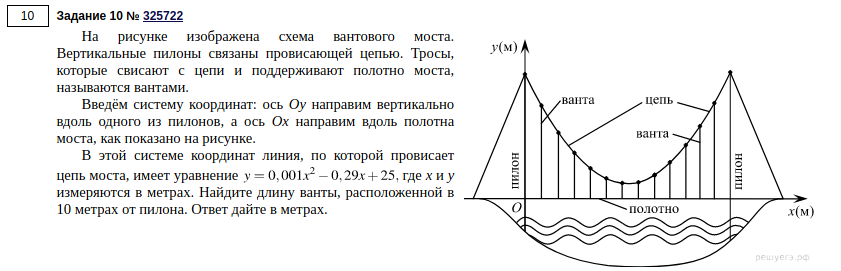 10
Задание 10 № 325722
На рисунке изображена схема вантового моста.
Вертикальные пилоны связаны провисающей цепью. Тросы,
которые свисают с цепи и поддерживают полотно моста,
называются вантами.
Введём систему координат: ось Oy направим вертикально
вдоль одного из пилонов, а ось Ox направим вдоль полотна
моста, как показано на рисунке.
В этой системе координат линия, по которой провисает
цепь моста, имеет уравнение y = 0,001x² − 0,29x + 25, где x и y
измеряются в метрах. Найдите длину ванты, расположенной в
10 метрах от пилона. Ответ дайте в метрах.
y(м)
ванта
цепь
ванта
пилон
пилон
O
полотно
x(м)
решуегэ.рф